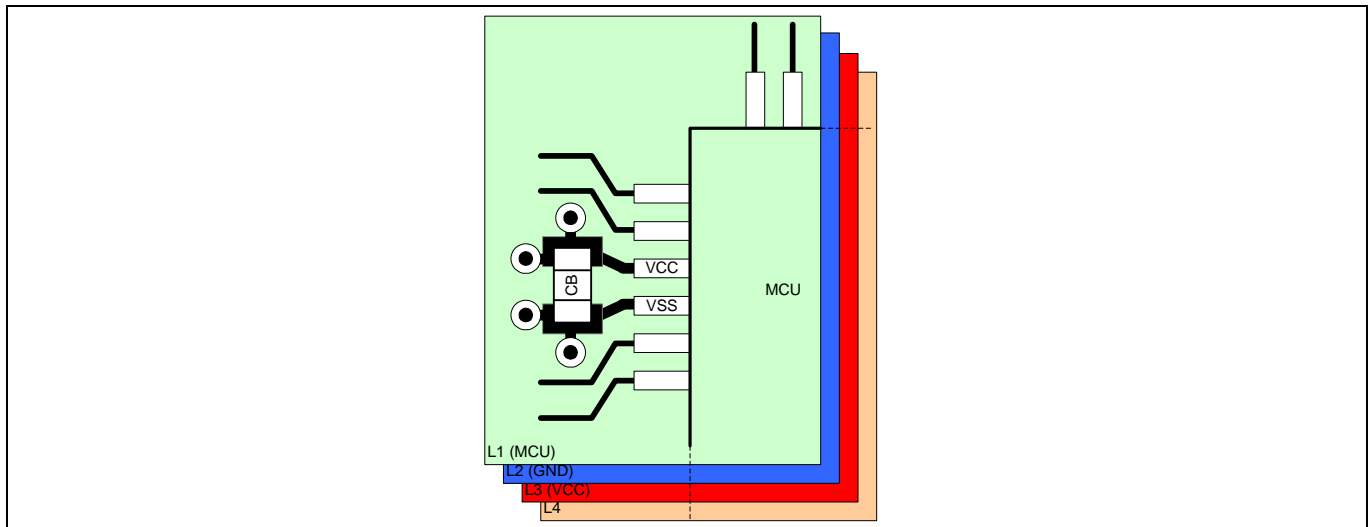 VCC
CB
MCU
VSS
L1 (MCU)
L2 (GND)
L3 (VCC)
L4